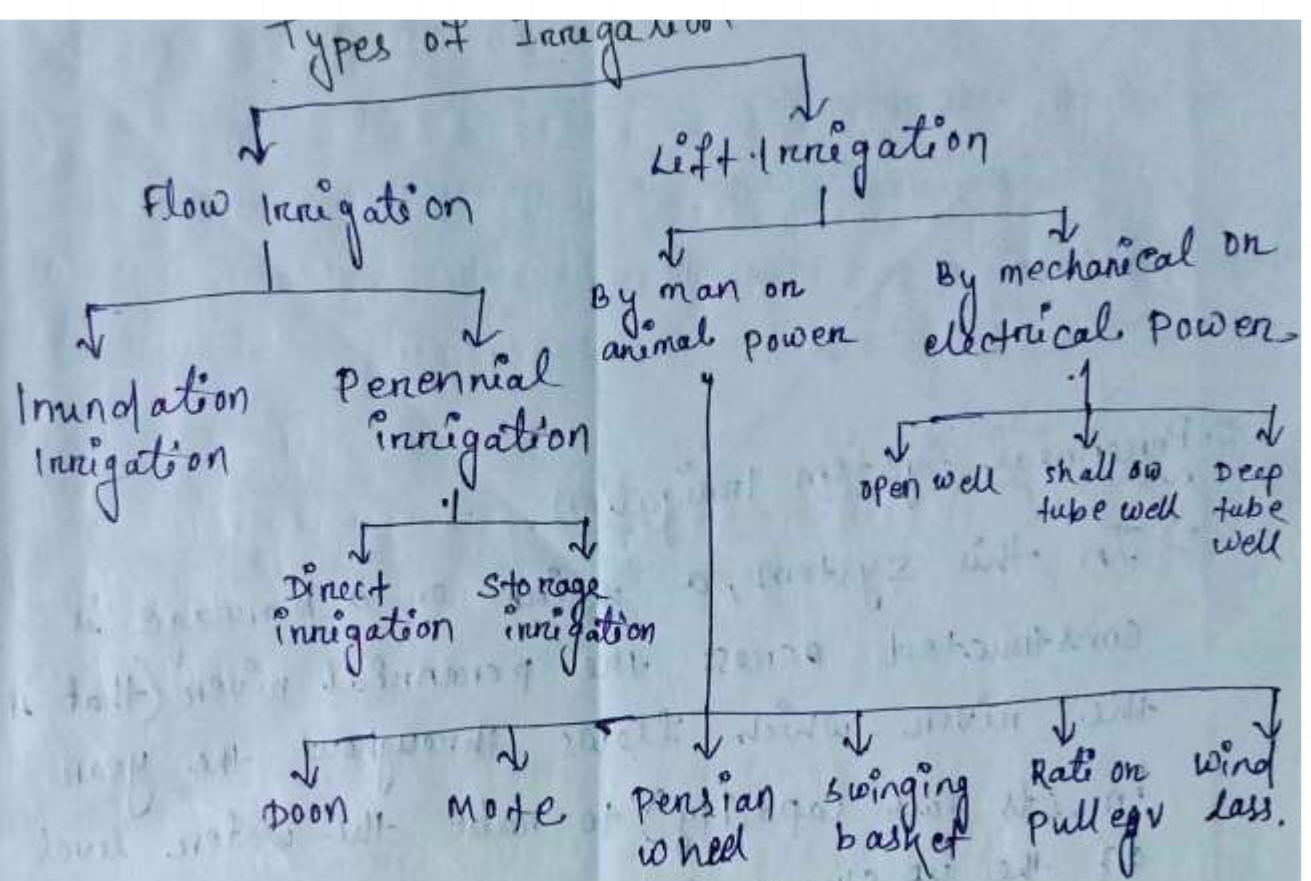 Types of Irrigation
Flow Irrigation
Lift Irrigation
Inundation
Irrigation
Perennial
irrigation
Direct
irrigation
Storage
irrigation
By man or
animal power
By mechanical or
electrical power.
open well
shallow
tube well
Deep
tube
well
Door
Mote
Persian
wheel
Swinging
basket
Rati or
pulley
wind
lass.